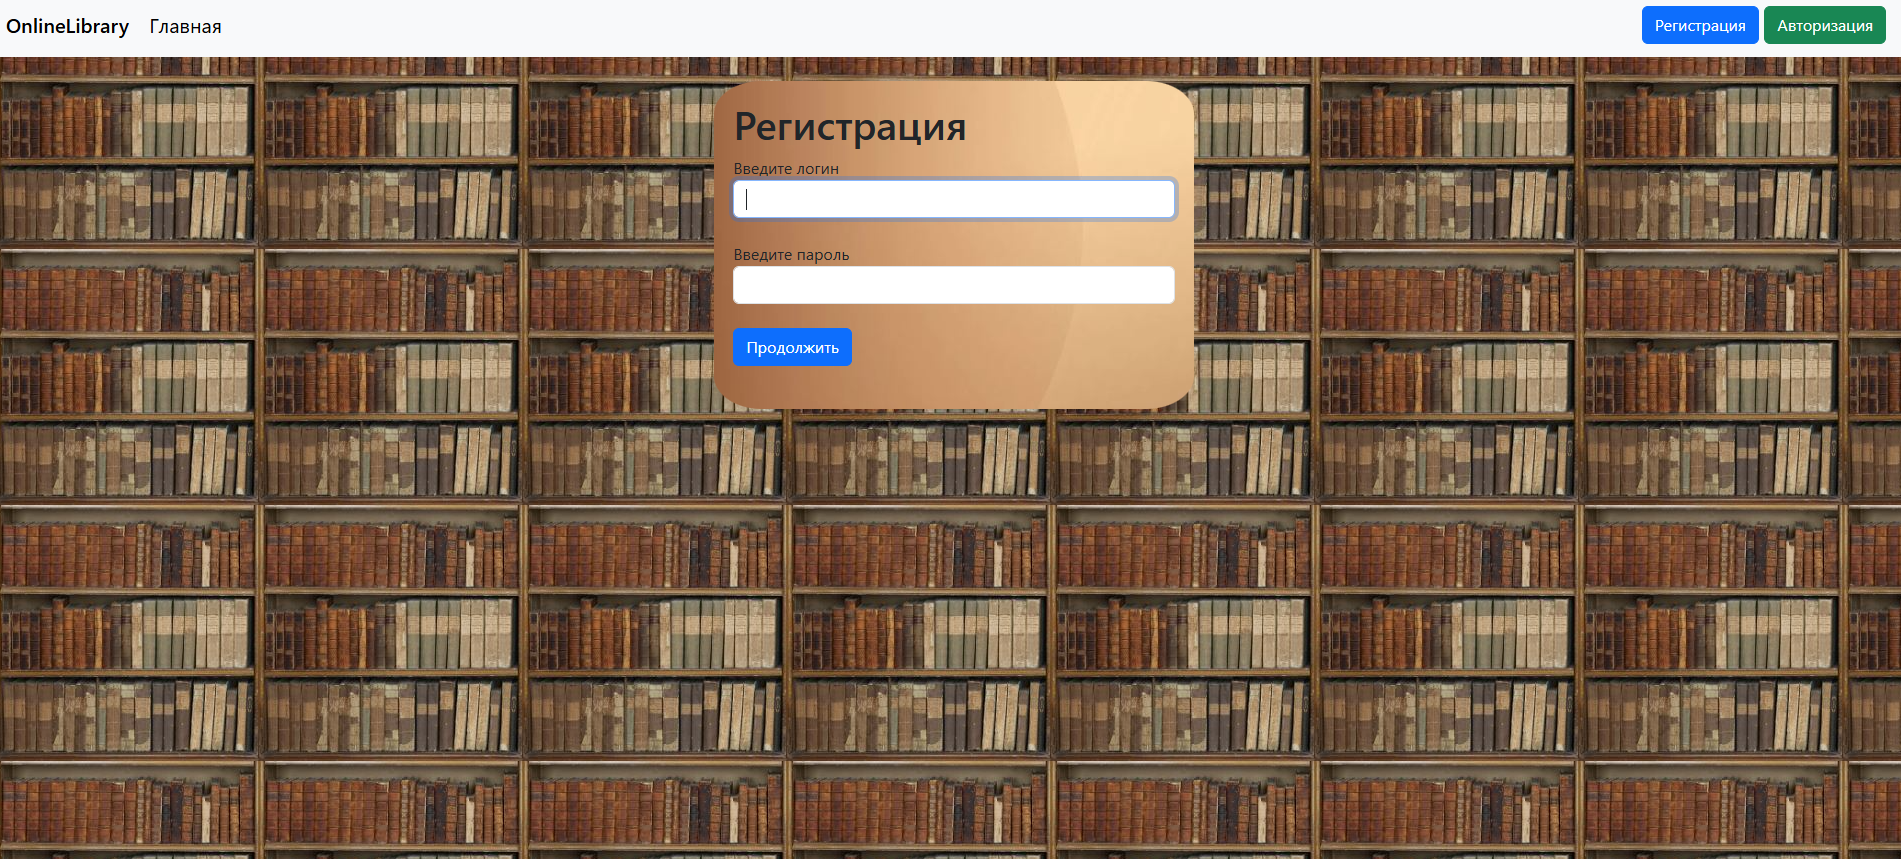 OnlineLibrary Главная Регистрация Авторизация
Регистрация
Введите логин
Введите пароль
Продолжить